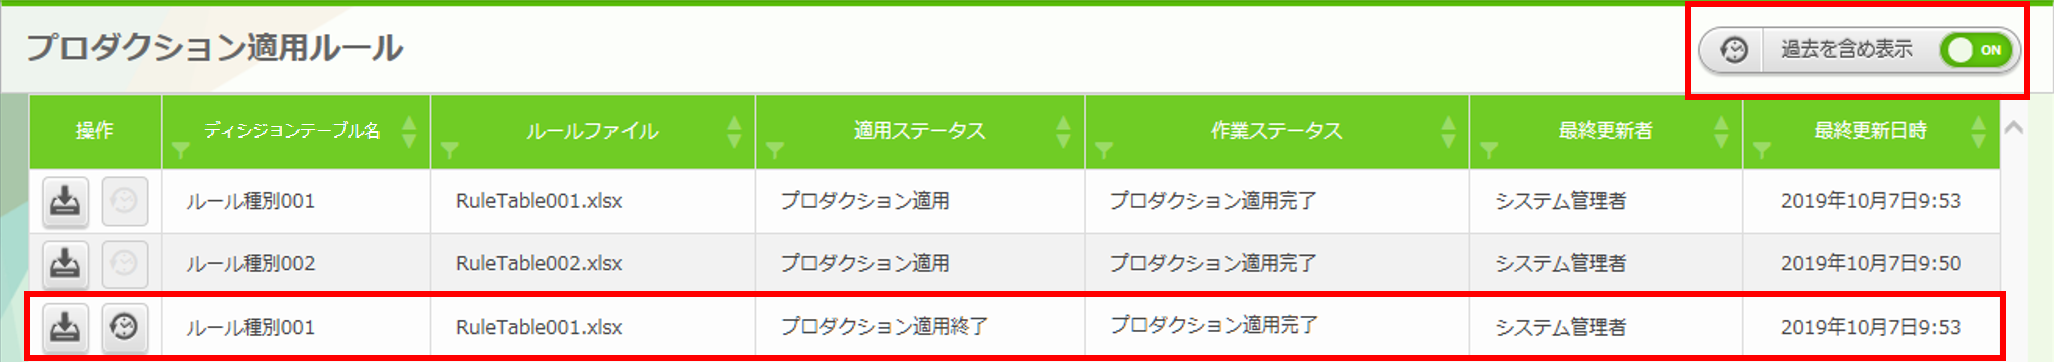 プロダクション適用ルール
過去を含め表示 ON
操作 ディシジョンテーブル名 ルールファイル 適用ステータス 作業ステータス 最終更新者 最終更新日時
ルール種別001 RuleTable001.xlsx プロダクション適用 プロダクション適用完了 システム管理者 2019年10月7日9:53
ルール種別002 RuleTable002.xlsx プロダクション適用 プロダクション適用完了 システム管理者 2019年10月7日9:50
ルール種別001 RuleTable001.xlsx プロダクション適用終了 プロダクション適用完了 システム管理者 2019年10月7日9:53